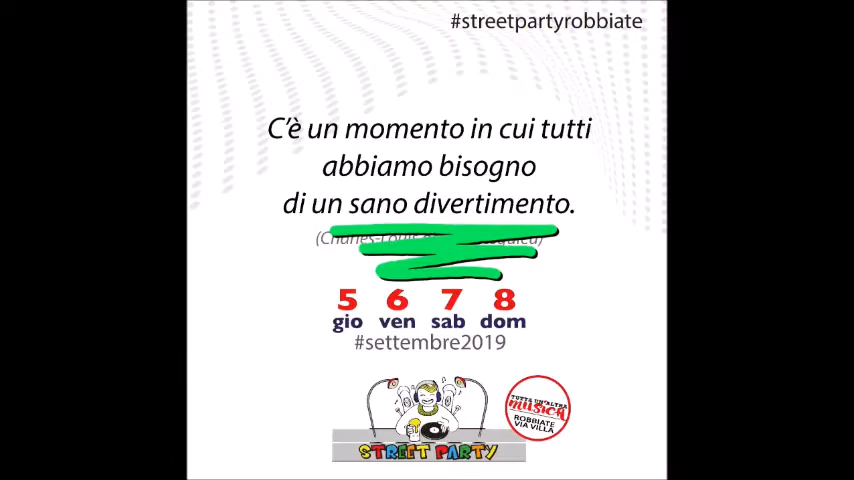 #streetpartyrobbiate
C'è un momento in cui tutti
abbiamo bisogno
di un sano divertimento.
5 6 7 8
gio ven sab dom
#settembre2019
TUTTA UN'ALTRA
MUSICA
ROBBIATE
VIA VILLA
STREET PARTY